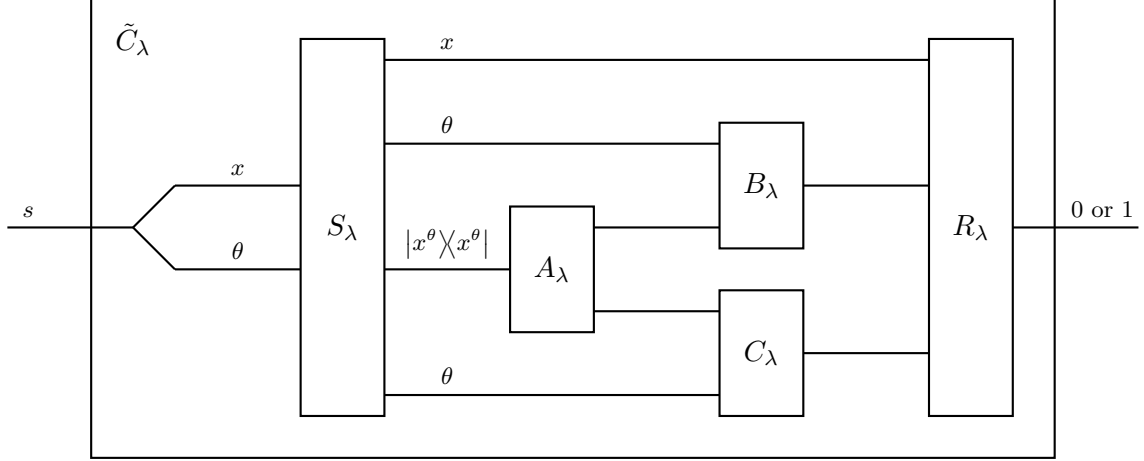 C̃_λ
x
θ
s
x
θ
S_λ
|x^θ⟩⟨x^θ|
θ
A_λ
B_λ
C_λ
R_λ
0 or 1